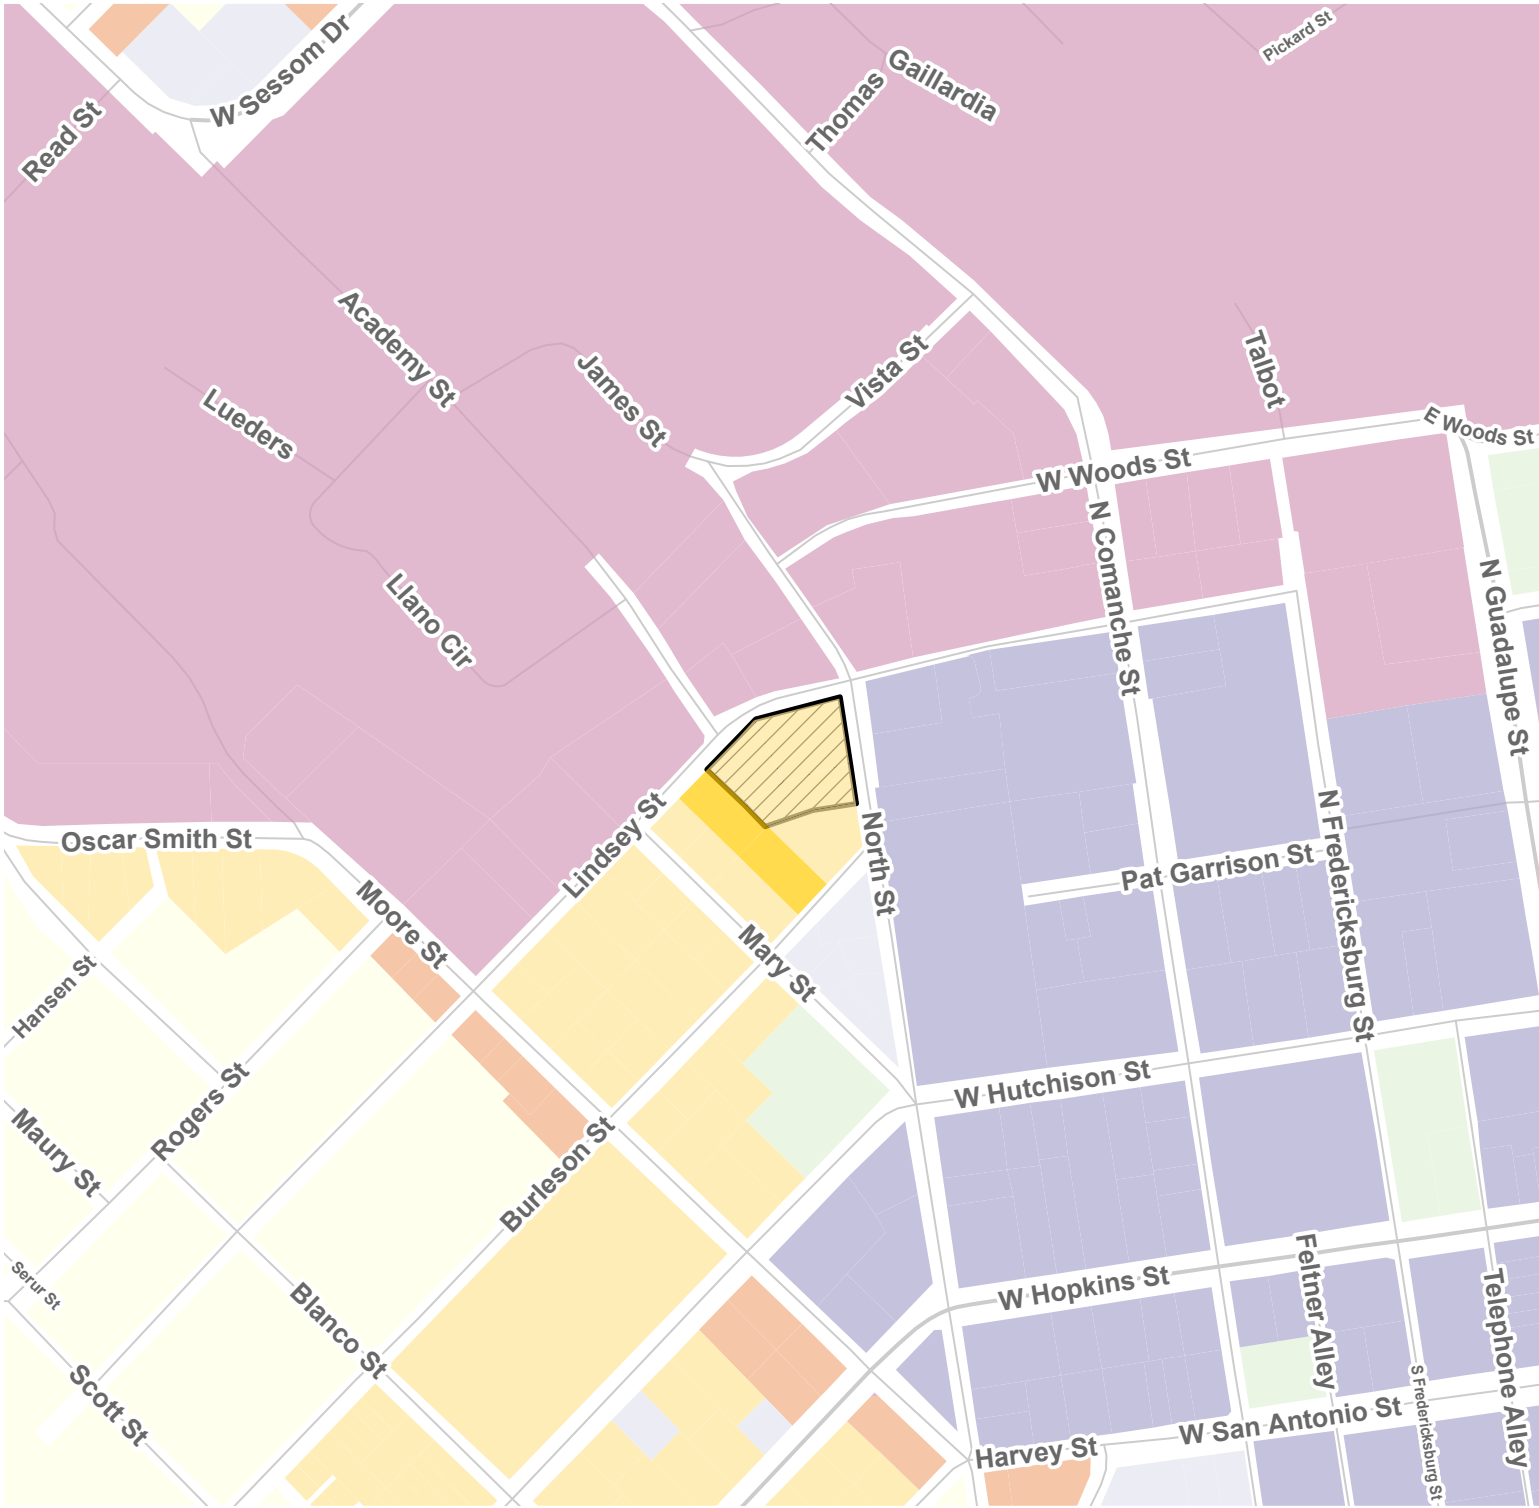 Pickard St
W Sessom Dr
Gaillardia
Thomas
Read St
Academy St
James St
Vista St
Talbot
Lueders
E Woods St
W Woods St
N Comanche St
N Guadalupe St
Llano Cir
Oscar Smith St
Lindsey St
North St
N Fredericksburg St
Pat Garrison St
Moore St
Mary St
Hansen St
Rogers St
W Hutchison St
Maury St
Burleson St
Serur St
W Hopkins St
Feltner Alley
Telephone Alley
Blanco St
Scott St
S Fredericksburg St
W San Antonio St
Harvey St